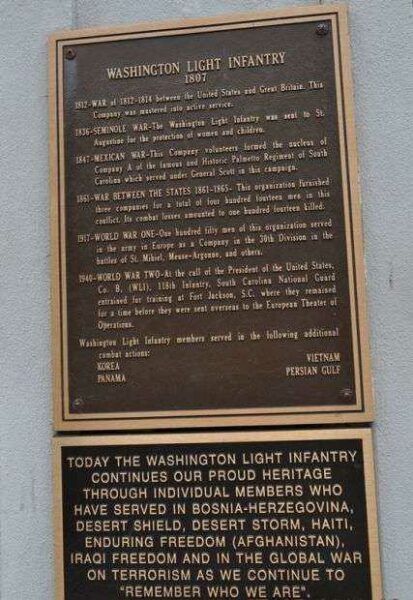 WASHINGTON LIGHT INFANTRY
1807
1812-WAR of 1812-1814 between the United States and Great Britain. This
Company was mustered into active service.
1836-SEMINOLE WAR-The Washington Light Infantry was sent to St.
Augustine for the protection of women and children.
1847-MEXICAN WAR-This Company volunteers formed the nucleus of
Company A of the famous and Historic Palmetto Regiment of South
Carolina which served under General Scott in this campaign.
1861-WAR BETWEEN THE STATES 1861-1865- This organization furnished
three companies for a total of four hundred fourteen men in this
conflict. Its combat losses amounted to one hundred fourteen killed.
1917-WORLD WAR ONE-One hundred fifty men of this organization served
in the army in Europe as a Company in the 30th Division in the
battles of St. Mihiel, Meuse-Argonne, and others.
1940-WORLD WAR TWO-At the call of the President of the United States,
Co. B, (WLI), 118th Infantry, South Carolina National Guard
entrained for training at Fort Jackson, S.C. where they remained
for a time before they were sent overseas to the European Theater of
Operations.
Washington Light Infantry members served in the following additional
combat actions:
KOREA VIETNAM
PANAMA PERSIAN GULF
TODAY THE WASHINGTON LIGHT INFANTRY
CONTINUES OUR PROUD HERITAGE
THROUGH INDIVIDUAL MEMBERS WHO
HAVE SERVED IN BOSNIA-HERZEGOVINA,
DESERT SHIELD, DESERT STORM, HAITI,
ENDURING FREEDOM (AFGHANISTAN),
IRAQI FREEDOM AND IN THE GLOBAL WAR
ON TERRORISM AS WE CONTINUE TO
"REMEMBER WHO WE ARE".